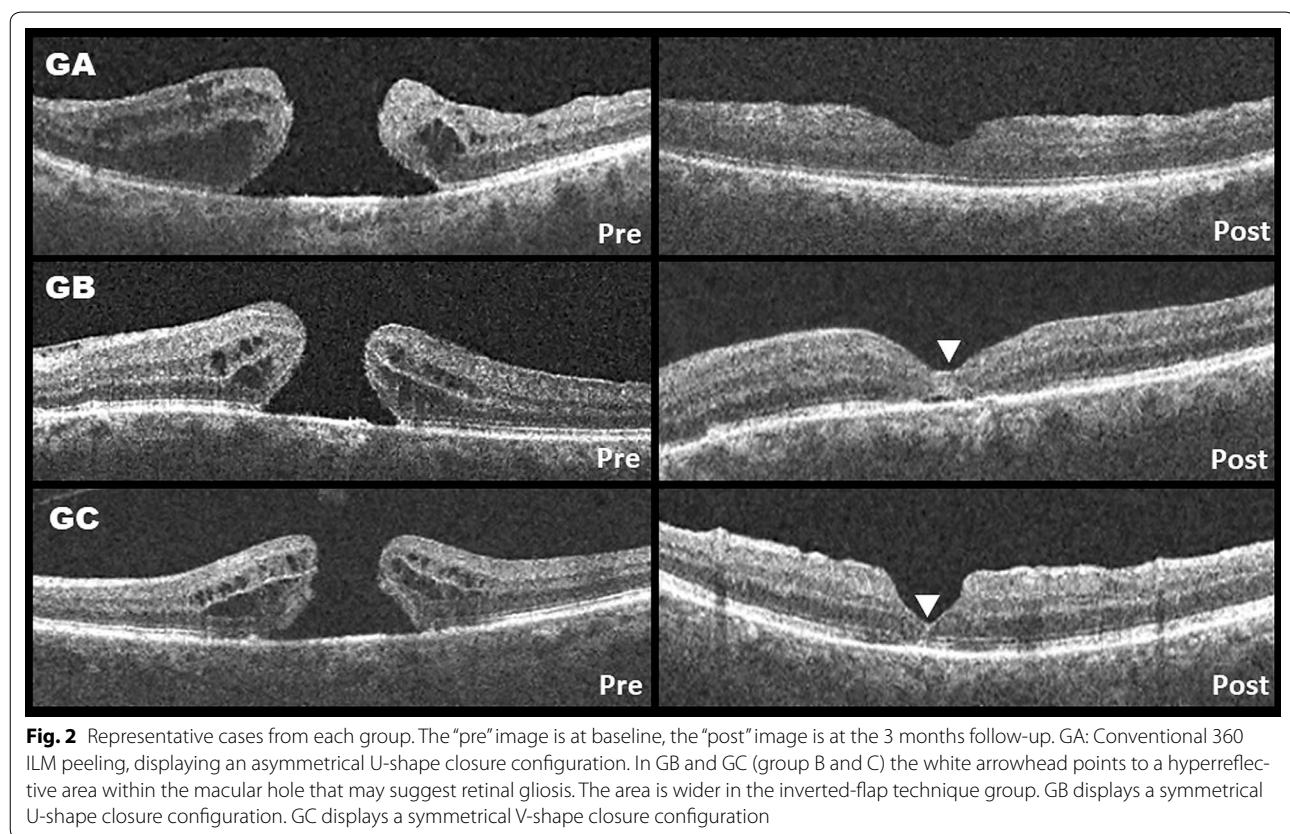 GA
Pre
Post
GB
Pre
Post
GC
Pre
Post
Fig. 2 Representative cases from each group. The “pre” image is at baseline, the “post” image is at the 3 months follow-up. GA: Conventional 360
ILM peeling, displaying an asymmetrical U-shape closure configuration. In GB and GC (group B and C) the white arrowhead points to a hyperreflec-
tive area within the macular hole that may suggest retinal gliosis. The area is wider in the inverted-flap technique group. GB displays a symmetrical
U-shape closure configuration. GC displays a symmetrical V-shape closure configuration